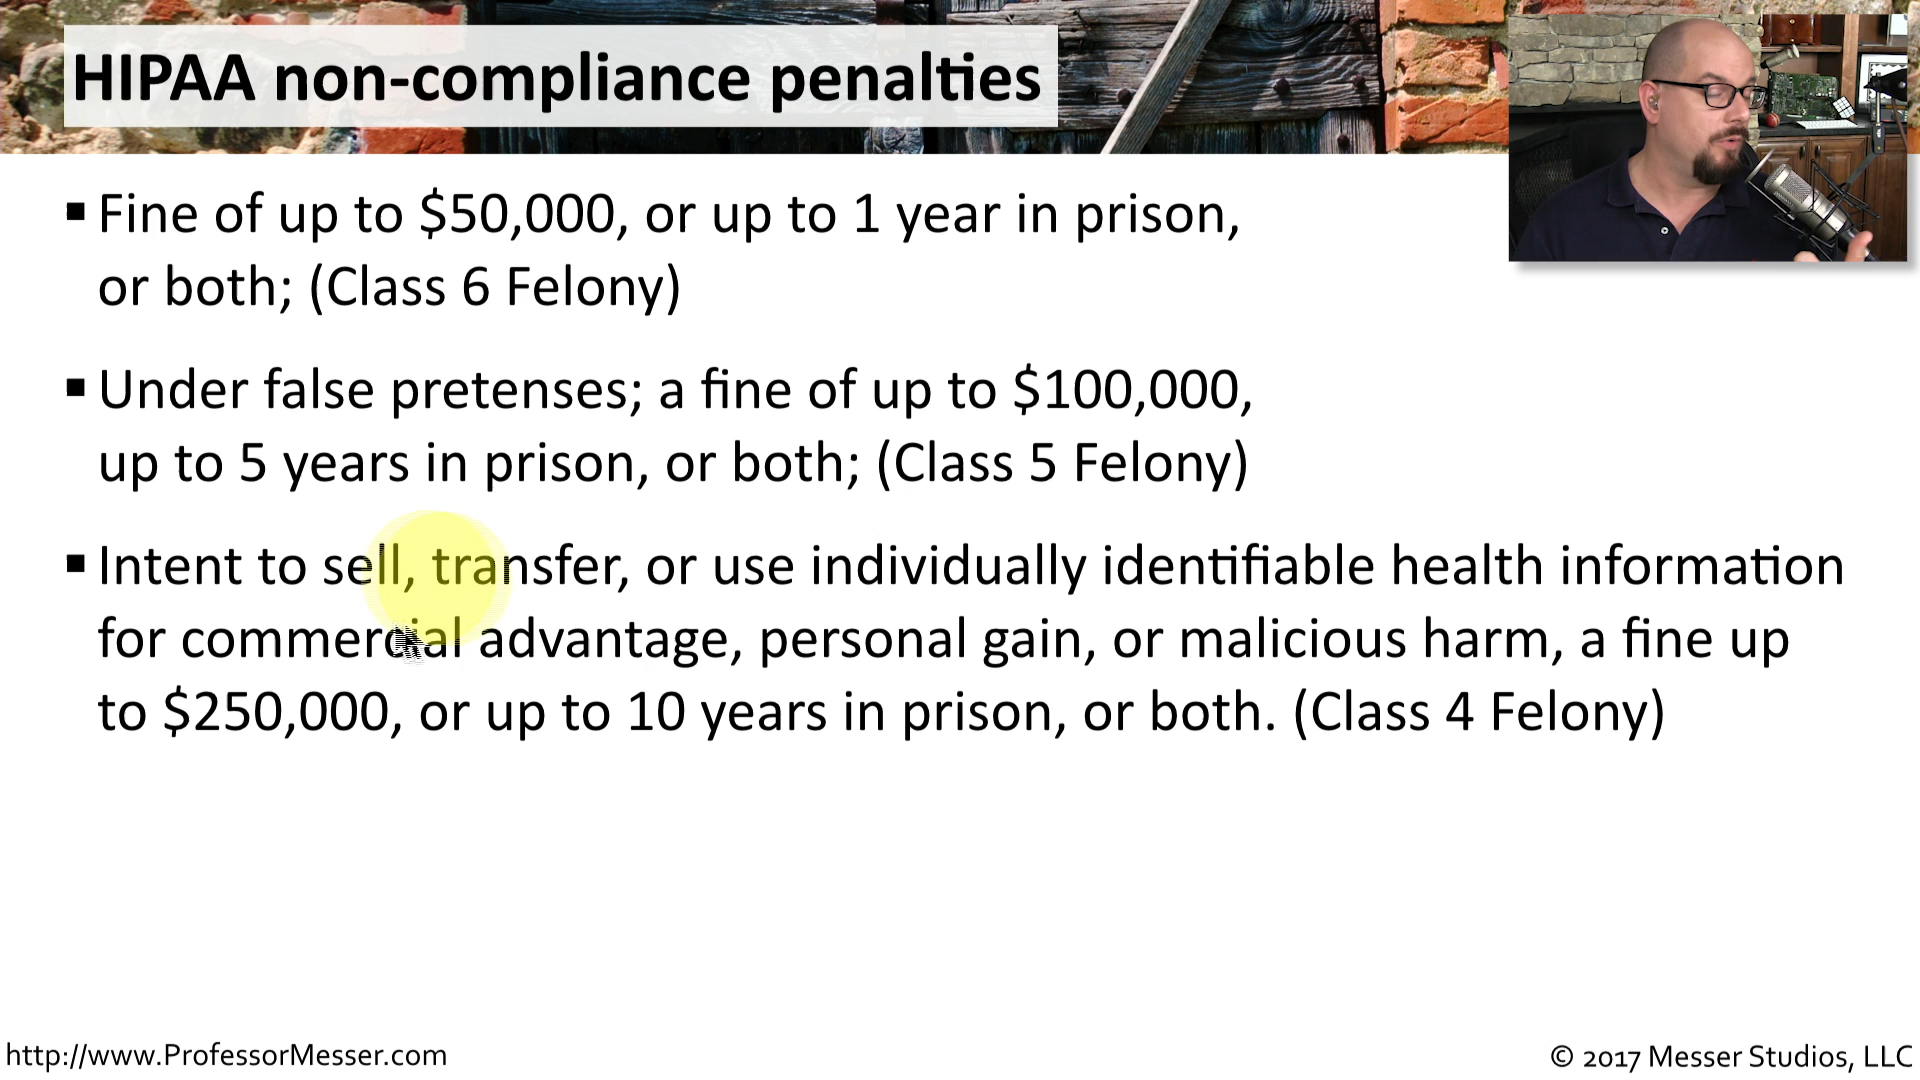 HIPAA non-compliance penalties
▪ Fine of up to $50,000, or up to 1 year in prison,
or both; (Class 6 Felony)
▪ Under false pretenses; a fine of up to $100,000,
up to 5 years in prison, or both; (Class 5 Felony)
▪ Intent to sell, transfer, or use individually identifiable health information
for commercial advantage, personal gain, or malicious harm, a fine up
to $250,000, or up to 10 years in prison, or both. (Class 4 Felony)
http://www.ProfessorMesser.com
© 2017 Messer Studios, LLC